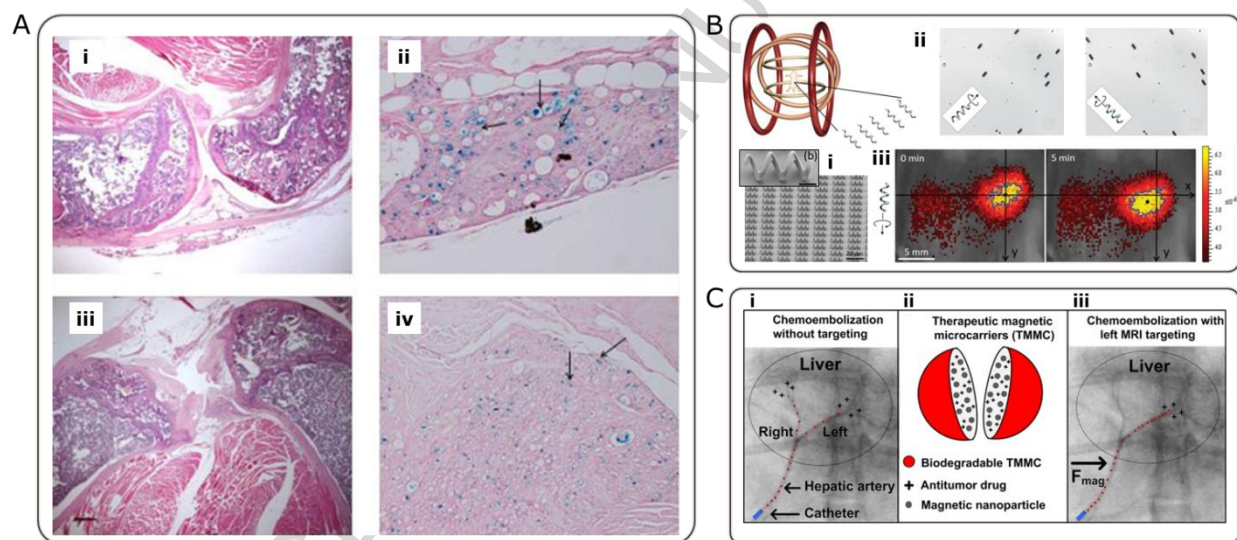 A
i
ii
iii
iv
B
ii
(b)
i
iii
0 min
5 min
x
y
y
5 mm
C
i
Chemoembolization
without targeting
Liver
Right
Left
Hepatic artery
Catheter
ii
Therapeutic magnetic
microcarriers (TMMC)
Biodegradable TMMC
Antitumor drug
Magnetic nanoparticle
iii
Chemoembolization with
left MRI targeting
Liver
Fmag